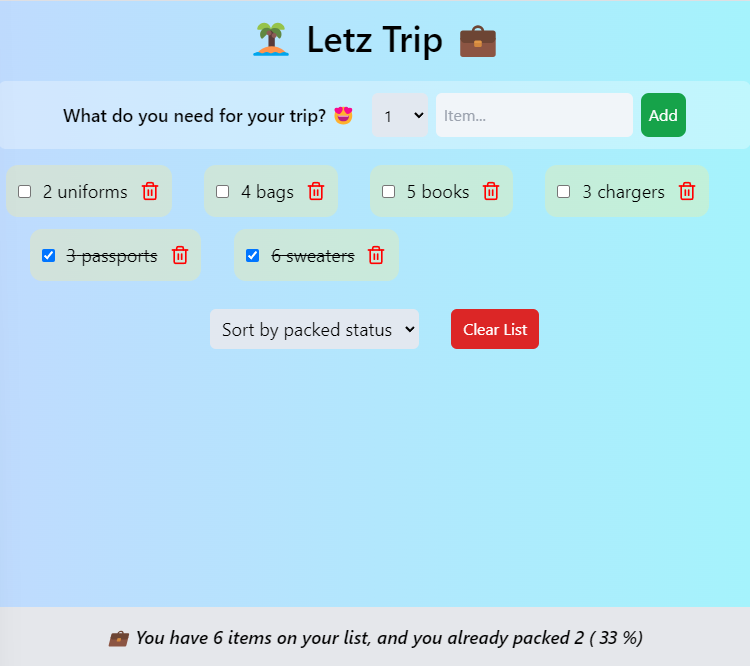 🏝️ Letz Trip 💼
What do you need for your trip? 😍 1 Item... Add
2 uniforms 4 bags 5 books 3 chargers
3 passports 6 sweaters
Sort by packed status Clear List
💼 You have 6 items on your list, and you already packed 2 ( 33 %)